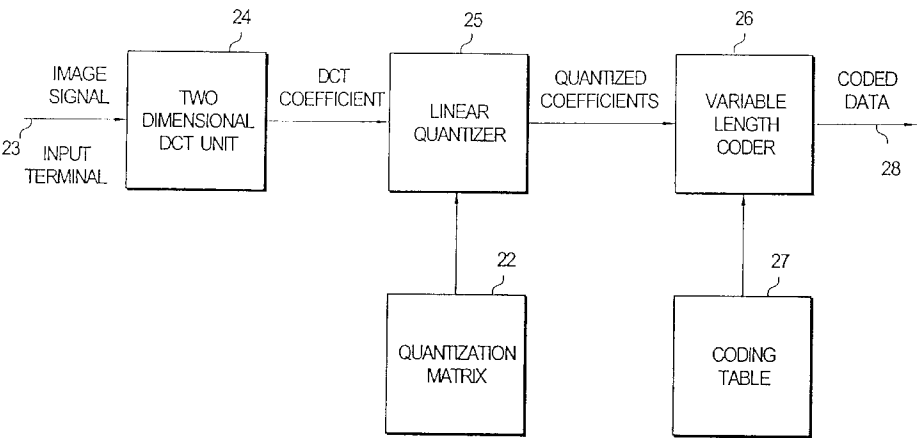 24
25
26
IMAGE
SIGNAL
23
INPUT
TERMINAL
TWO
DIMENSIONAL
DCT UNIT
DCT
COEFFICIENT
LINEAR
QUANTIZER
QUANTIZED
COEFFICIENTS
VARIABLE
LENGTH
CODER
CODED
DATA
28
22
27
QUANTIZATION
MATRIX
CODING
TABLE